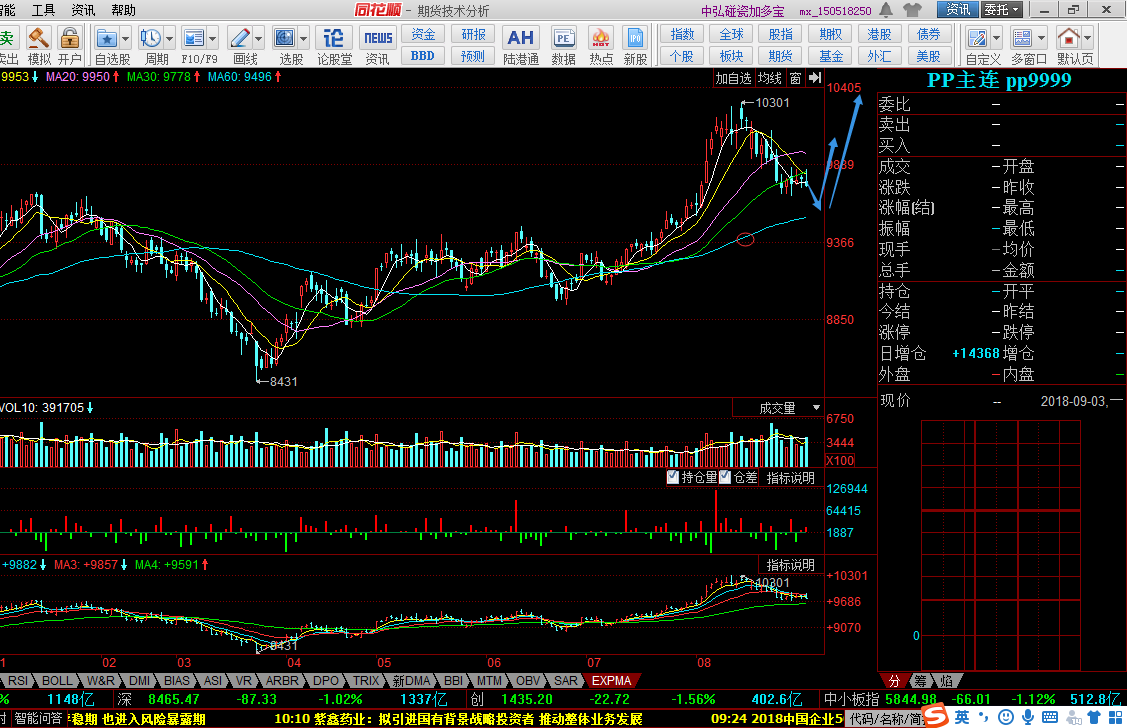 能 工具 资讯 帮助 同花顺 - 期货技术分析 中弘碰瓷加多宝 mx_150518250 资讯 委托
卖出 模拟 开户 自选股 周期 F10/F9 画线 选股 论 论股堂 NEWS 资讯 资金 BBD 研报 预测 AH 陆港通 PE 数据 HOT 热点 IPO 新股 指数 个股 全球 板块 股指 期货 期权 基金 港股 外汇 债券 美股 自定义 多窗口 默认页
9953↓ MA20: 9950↑ MA30: 9778↑ MA60: 9496↑ 加自选 均线 窗
PP主连 pp9999
10405
10301
9839
9366
8850
8431
委比 – –
卖出 – –
买入 – –
成交 – 开盘 –
涨跌 – 昨收 –
涨幅(结) – 最高 –
振幅 – 最低 –
现手 – 均价 –
总手 – 金额 –
持仓 – 开平 –
今结 – 昨结 –
涨停 – 跌停 –
日增仓 +14368 增仓 –
外盘 – 内盘 –
现价 -- 2018-09-03,一
0
VOL10: 391705↓ 成交量
6750
3444
X100
持仓量 仓差 指标说明
126944
64415
1887
+9882↓ MA3: +9857↓ MA4: +9591↑ 指标说明
+10301
10301
+9686
+9070
8431
1 02 03 04 05 06 07 08
RSI BOLL W&R DMI BIAS ASI VR ARBR DPO TRIX 新DMA BBI MTM OBV SAR EXPMA 分 筹 焰
% 1148亿 深 8465.47 -87.33 -1.02% 1337亿 创 1435.20 -22.72 -1.56% 402.6亿 中小板指 5844.98 -66.01 -1.12% 512.8亿
智能问答 稳期 也进入风险暴露期 10:10 紫鑫药业：拟引进国有背景战略投资者 推动整体业务发展 09:24 2018中国企业5 代码/名称/简 英